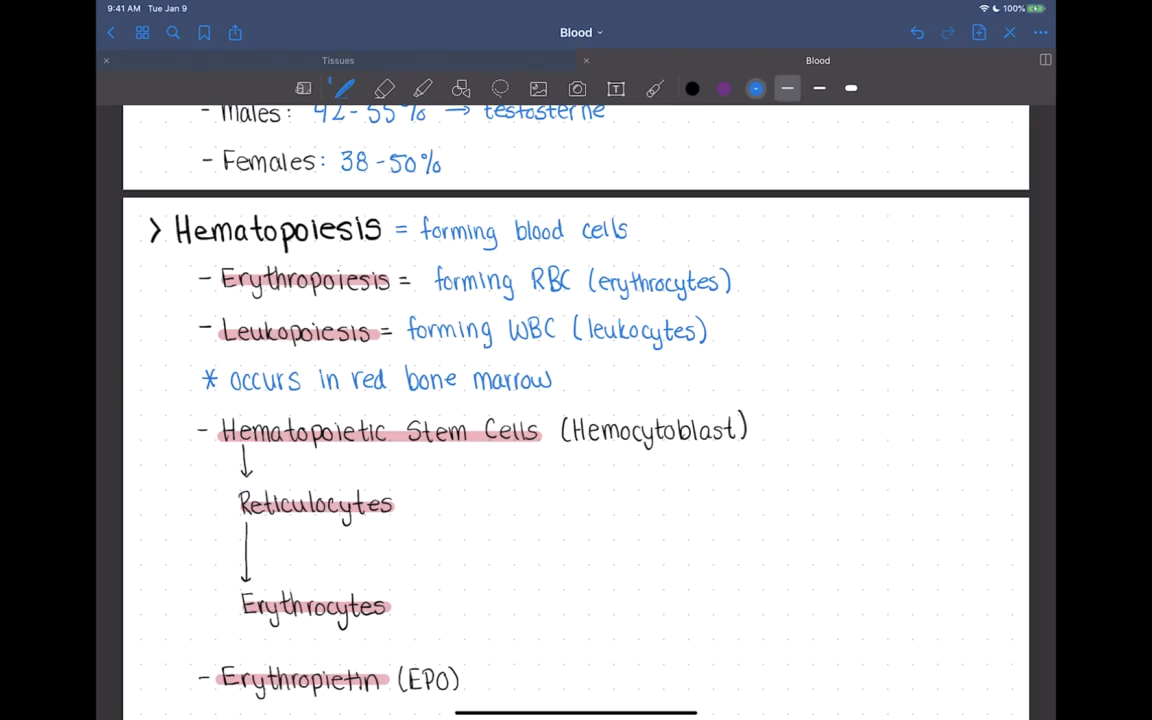 9:41 AM Tue Jan 9 100%
Blood
Tissues Blood
- Males: 42-55% → testosterne
- Females: 38-50%
> Hematopoiesis = forming blood cells
- Erythropoiesis = forming RBC (erythrocytes)
- Leukopoiesis = forming WBC (leukocytes)
* occurs in red bone marrow
- Hematopoietic Stem Cells (Hemocytoblast)
↓
Reticulocytes
↓
Erythrocytes
- Erythropietin (EPO)